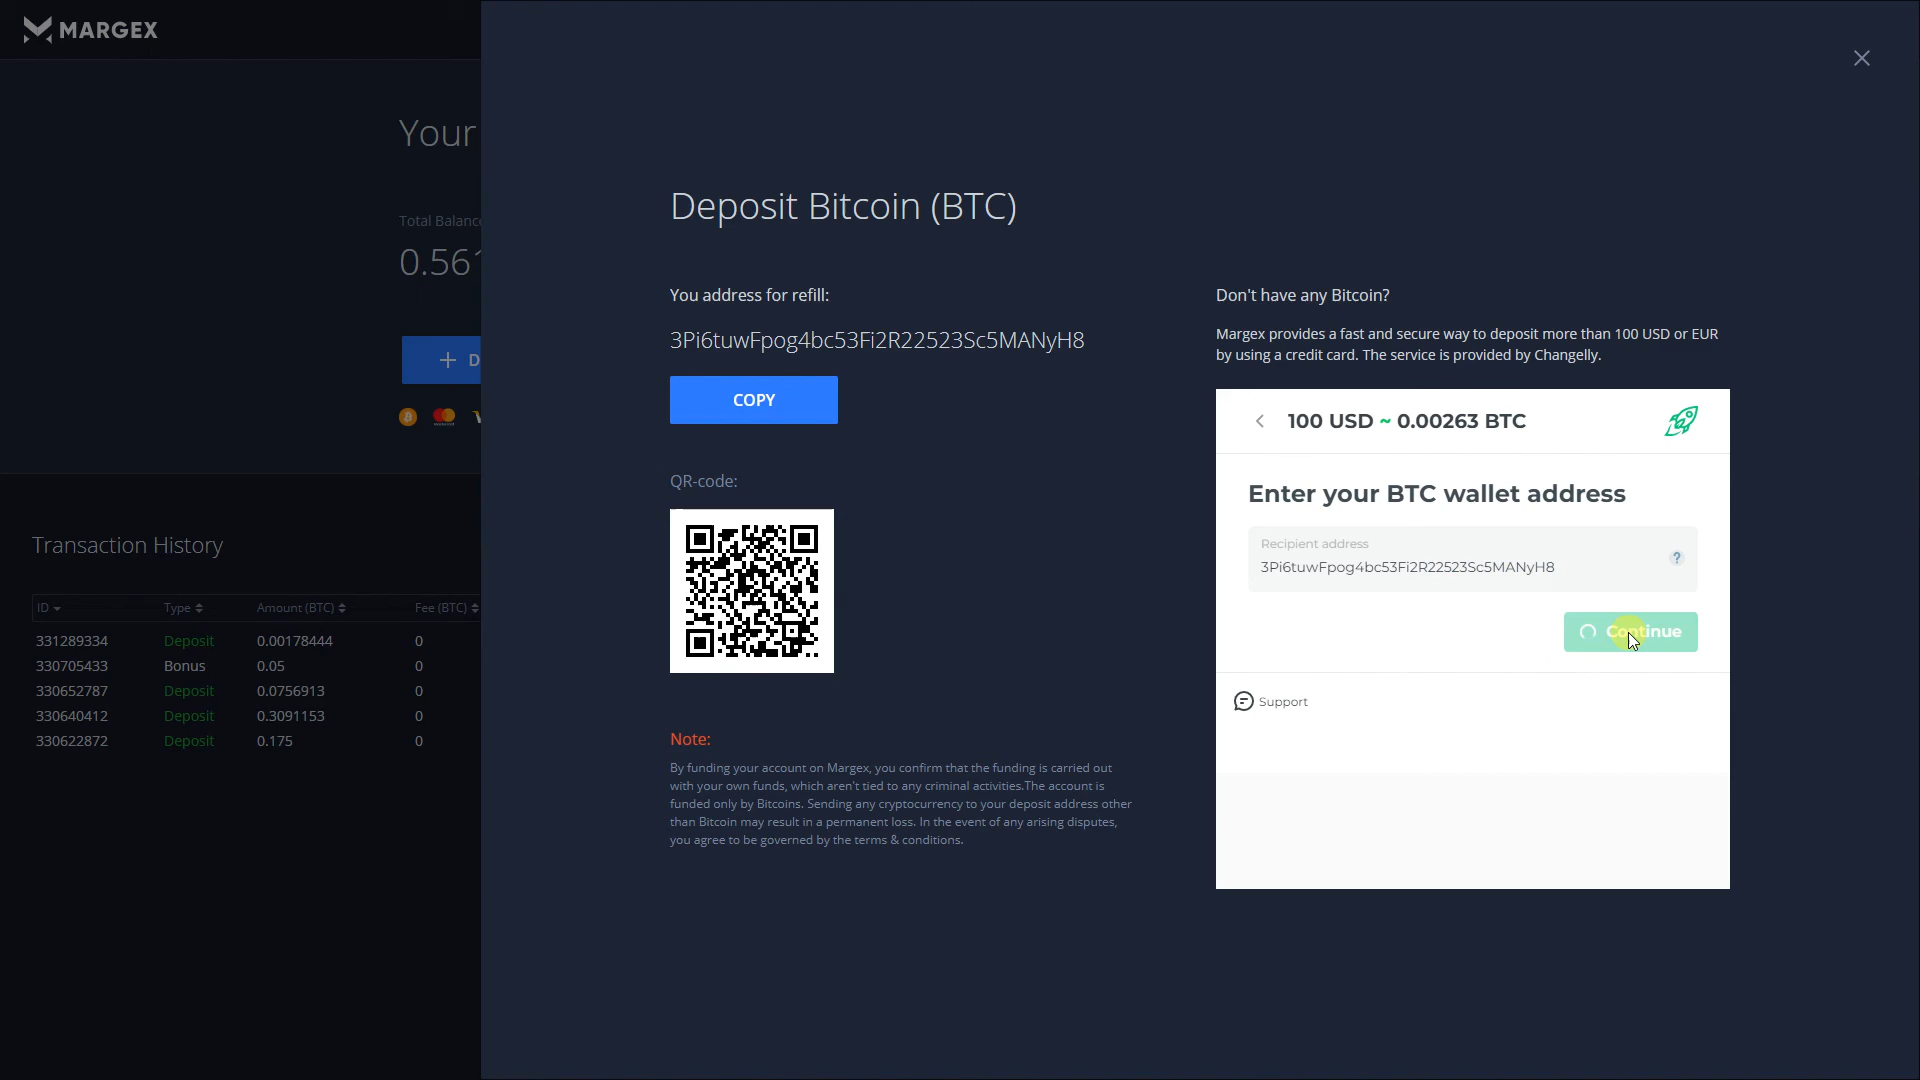 MARGEX
Your
Total Balance
0.561
D
Transaction History
ID Type Amount (BTC) Fee (BTC)
331289334 Deposit 0.00178444 0
330705433 Bonus 0.05 0
330652787 Deposit 0.0756913 0
330640412 Deposit 0.3091153 0
330622872 Deposit 0.175 0
Deposit Bitcoin (BTC)
You address for refill:
3Pi6tuwFpog4bc53Fi2R22523Sc5MANyH8
COPY
QR-code:
Note:
By funding your account on Margex, you confirm that the funding is carried out
with your own funds, which aren't tied to any criminal activities.The account is
funded only by Bitcoins. Sending any cryptocurrency to your deposit address other
than Bitcoin may result in a permanent loss. In the event of any arising disputes,
you agree to be governed by the terms & conditions.
Don't have any Bitcoin?
Margex provides a fast and secure way to deposit more than 100 USD or EUR
by using a credit card. The service is provided by Changelly.
100 USD ~ 0.00263 BTC
Enter your BTC wallet address
Recipient address
3Pi6tuwFpog4bc53Fi2R22523Sc5MANyH8
?
Continue
Support